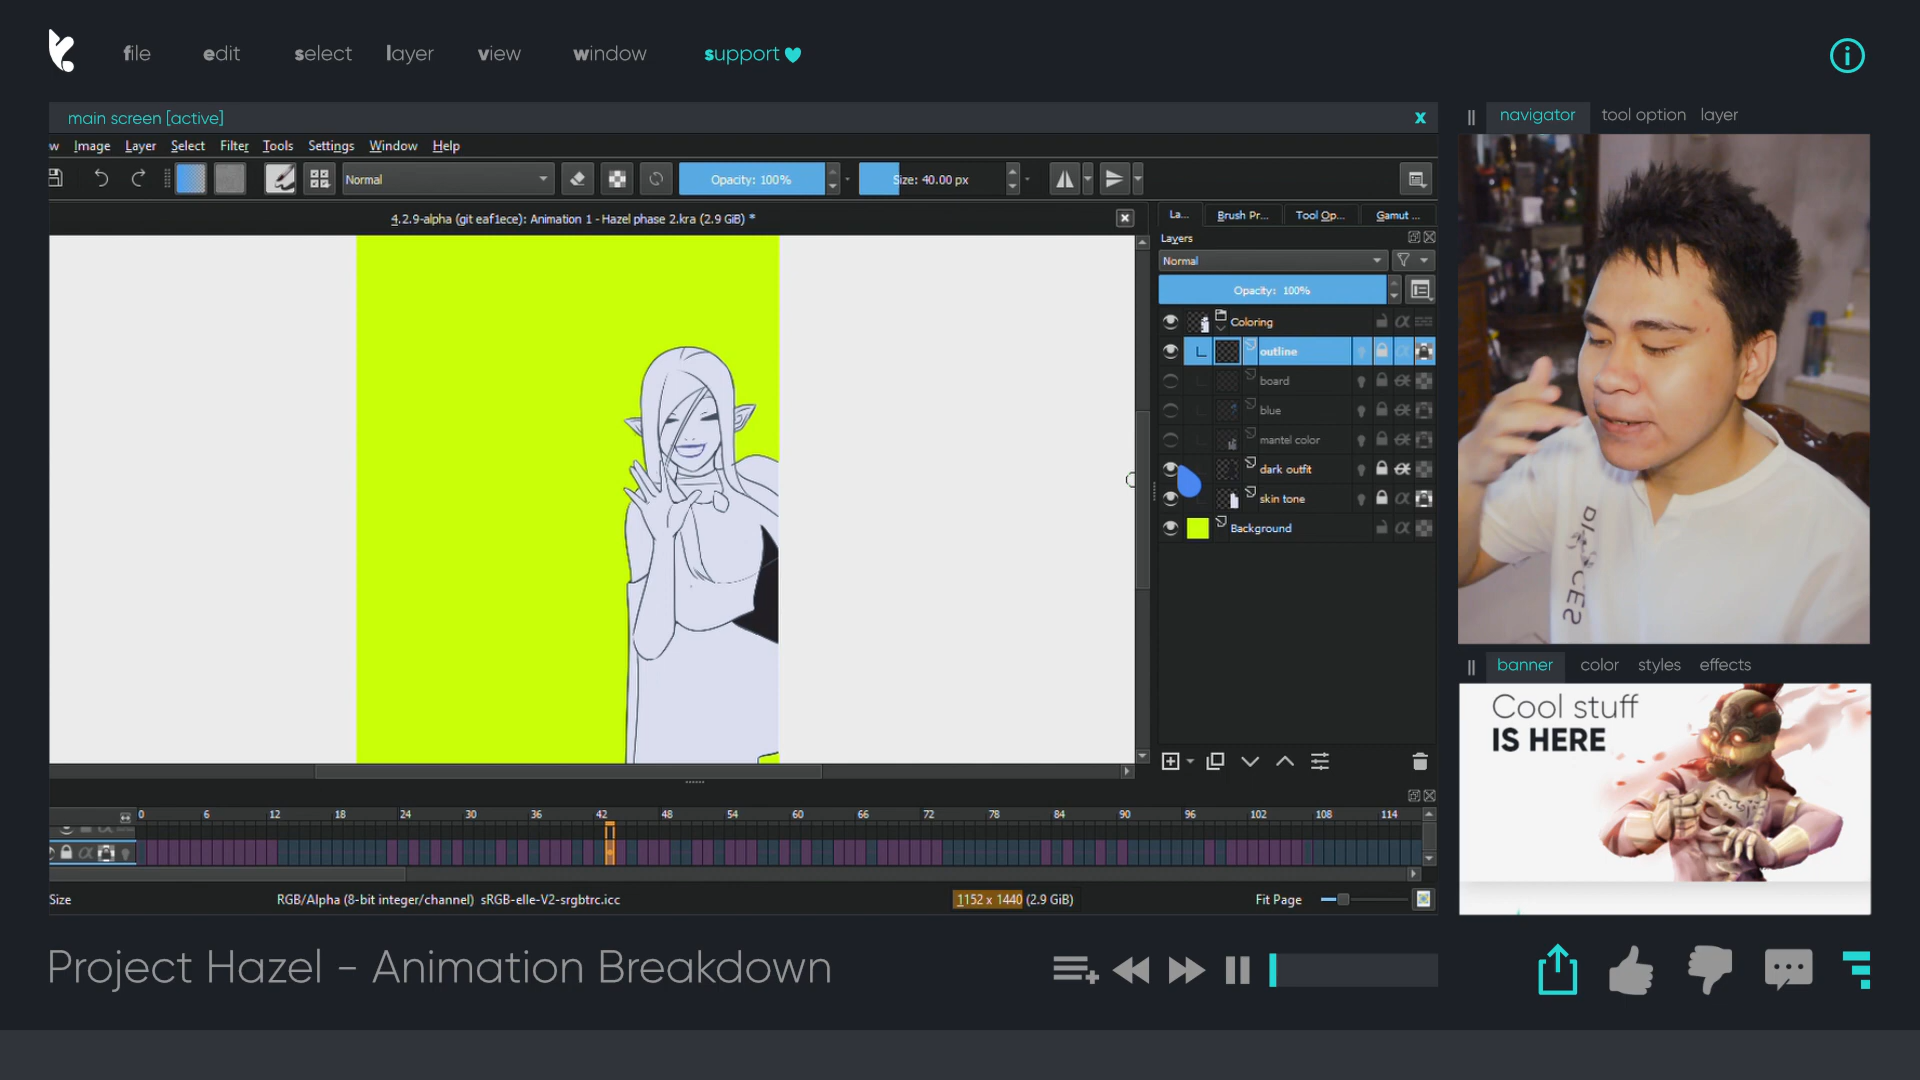 file edit select layer view window support
main screen [active] x
w Image Layer Select Filter Tools Settings Window Help
Normal Opacity: 100% Size: 40.00 px
4.2.9-alpha (git eaf1ece): Animation 1 - Hazel phase 2.kra (2.9 GiB) *
La... Brush Pr... Tool Op... Gamut ...
Layers
Normal
Opacity: 100%
Coloring
outline
board
blue
mantel color
dark outfit
skin tone
Background
0 6 12 18 24 30 36 42 48 54 60 66 72 78 84 90 96 102 108 114
Size RGB/Alpha (8-bit integer/channel) sRGB-elle-V2-srgbtrc.icc 1152 x 1440 (2.9 GiB) Fit Page
navigator tool option layer
banner color styles effects
Cool stuff
IS HERE
Project Hazel - Animation Breakdown